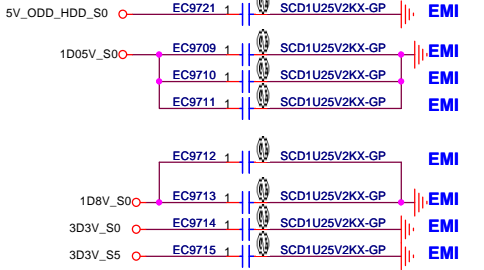 5V_ODD_HDD_S0 EC9721 1 SCD1U25V2KX-GP EMI
1D05V_S0 EC9709 1 SCD1U25V2KX-GP EMI
EC9710 1 SCD1U25V2KX-GP EMI
EC9711 1 SCD1U25V2KX-GP EMI
EC9712 1 SCD1U25V2KX-GP EMI
1D8V_S0 EC9713 1 SCD1U25V2KX-GP EMI
3D3V_S0 EC9714 1 SCD1U25V2KX-GP EMI
3D3V_S5 EC9715 1 SCD1U25V2KX-GP EMI